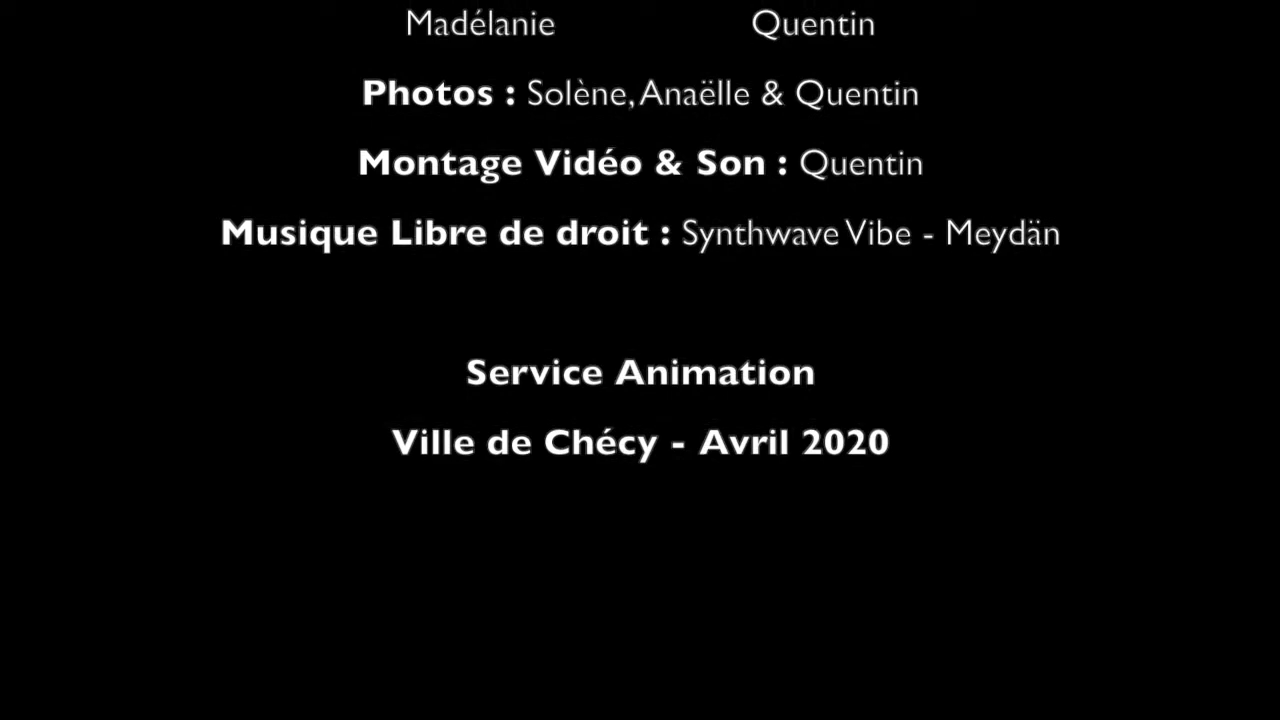 Madélanie Quentin
Photos : Solène, Anaëlle & Quentin
Montage Vidéo & Son : Quentin
Musique Libre de droit : Synthwave Vibe - Meydän
Service Animation
Ville de Chécy - Avril 2020